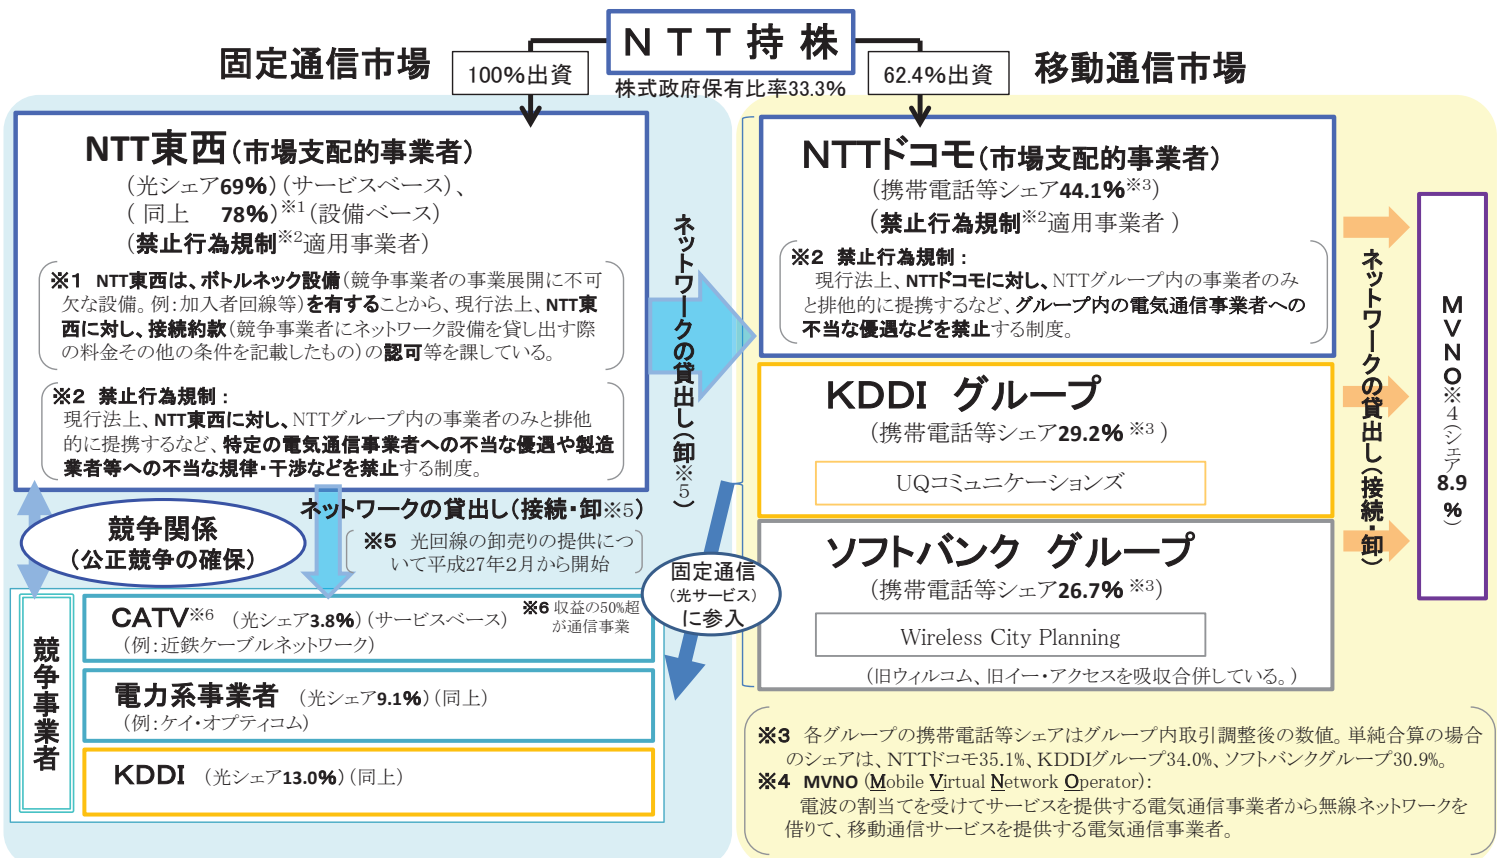 NTT持株
株式政府保有比率33.3%
固定通信市場
100%出資
62.4%出資
移動通信市場
NTT東西(市場支配的事業者)
(光シェア69%)(サービスベース)、
(同上 78%)※1(設備ベース)
(禁止行為規制※2適用事業者)
※1 NTT東西は、ボトルネック設備(競争事業者の事業展開に不可
欠な設備。例:加入者回線等)を有することから、現行法上、NTT東
西に対し、接続約款(競争事業者にネットワーク設備を貸し出す際
の料金その他の条件を記載したもの)の認可等を課している。
※2 禁止行為規制:
現行法上、NTT東西に対し、NTTグループ内の事業者のみと排他
的に提携するなど、特定の電気通信事業者への不当な優遇や製造
業者等への不当な規律・干渉などを禁止する制度。
ネットワークの貸出し(卸※5)
競争関係
(公正競争の確保)
ネットワークの貸出し(接続・卸※5)
※5 光回線の卸売りの提供につ
いて平成27年2月から開始
固定通信
(光サービス)
に参入
競争事業者
CATV※6 (光シェア3.8%)(サービスベース)
(例:近鉄ケーブルネットワーク)
※6 収益の50%超
が通信事業
電力系事業者 (光シェア9.1%)(同上)
(例:ケイ・オプティコム)
KDDI (光シェア13.0%)(同上)
NTTドコモ(市場支配的事業者)
(携帯電話等シェア44.1%※3)
(禁止行為規制※2適用事業者)
※2 禁止行為規制:
現行法上、NTTドコモに対し、NTTグループ内の事業者のみ
と排他的に提携するなど、グループ内の電気通信事業者への
不当な優遇などを禁止する制度。
KDDI グループ
(携帯電話等シェア29.2% ※3)
UQコミュニケーションズ
ソフトバンク グループ
(携帯電話等シェア26.7% ※3)
Wireless City Planning
(旧ウィルコム、旧イー・アクセスを吸収合併している。)
ネットワークの貸出し(接続・卸)
MVNO※4(シェア8.9%)
※3 各グループの携帯電話等シェアはグループ内取引調整後の数値。単純合算の場合
のシェアは、NTTドコモ35.1%、KDDIグループ34.0%、ソフトバンクグループ30.9%。
※4 MVNO (Mobile Virtual Network Operator):
電波の割当てを受けてサービスを提供する電気通信事業者から無線ネットワークを
借りて、移動通信サービスを提供する電気通信事業者。